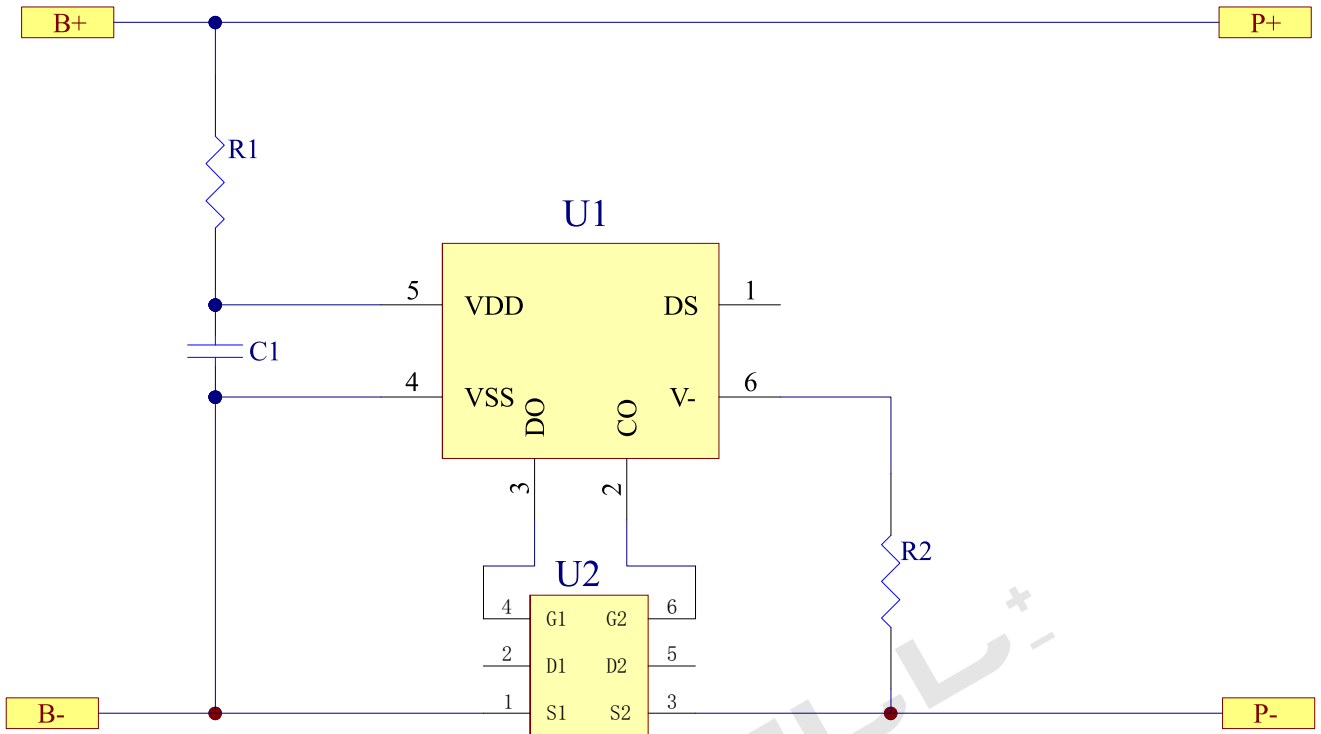 B+ P+
R1
U1
5 VDD DS 1
C1
4 VSS V- 6
DO CO
3 2
R2
U2
4 G1 G2 6
2 D1 D2 5
1 S1 S2 3
B- P-